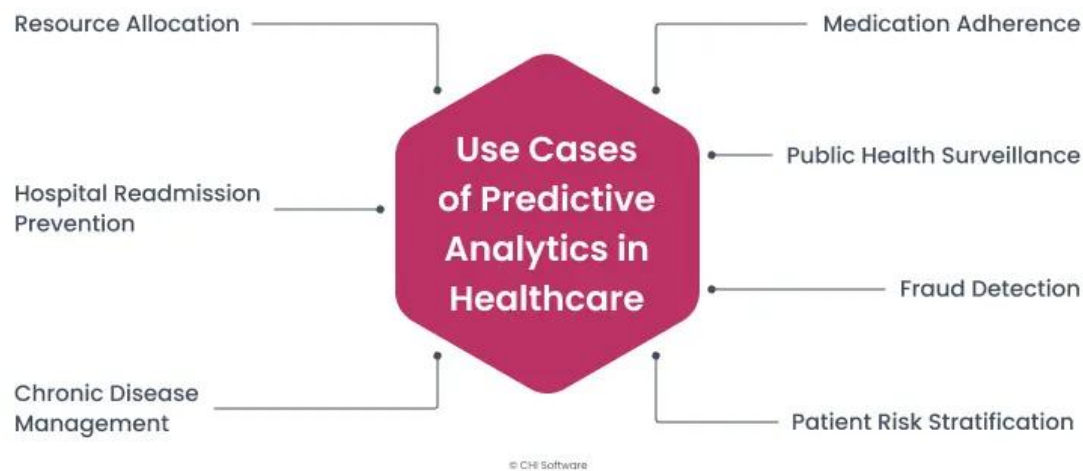 Resource Allocation
Medication Adherence
Use Cases
of Predictive
Analytics in
Healthcare
Public Health Surveillance
Hospital Readmission
Prevention
Fraud Detection
Chronic Disease
Management
Patient Risk Stratification
© CHI Software